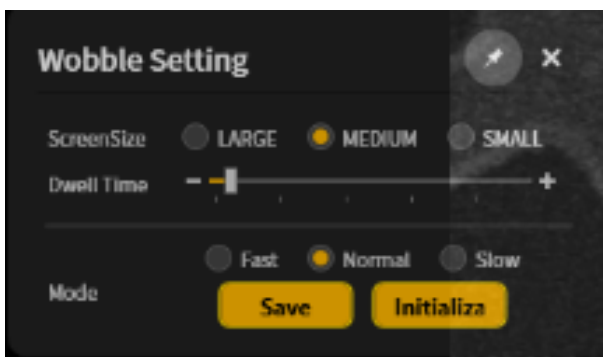 Wobble Setting
ScreenSize LARGE MEDIUM SMALL
Dwell Time - +
Fast Normal Slow
Mode
Save Initializa